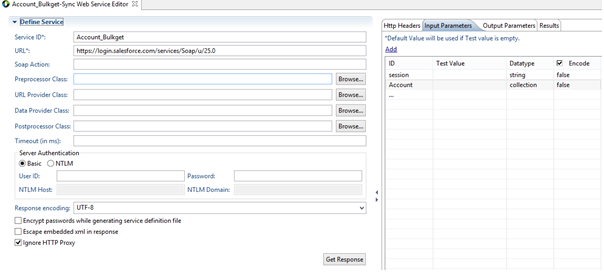 Account_Bulkget-Sync Web Service Editor
Define Service
Service ID*: Account_Bulkget
URL*: https://login.salesforce.com/services/Soap/u/25.0
Soap Action:
Preprocessor Class: Browse...
URL Provider Class: Browse...
Data Provider Class: Browse...
Postprocessor Class: Browse...
Timeout (in ms):
Server Authentication
Basic NTLM
User ID: Password:
NTLM Host: NTLM Domain:
Response encoding: UTF-8
Encrypt passwords while generating service definition file
Escape embedded xml in response
Ignore HTTP Proxy
Get Response
Http Headers Input Parameters Output Parameters Results
*Default Value will be used if Test value is empty.
Add
ID Test Value Datatype Encode
session string false
Account collection false
...